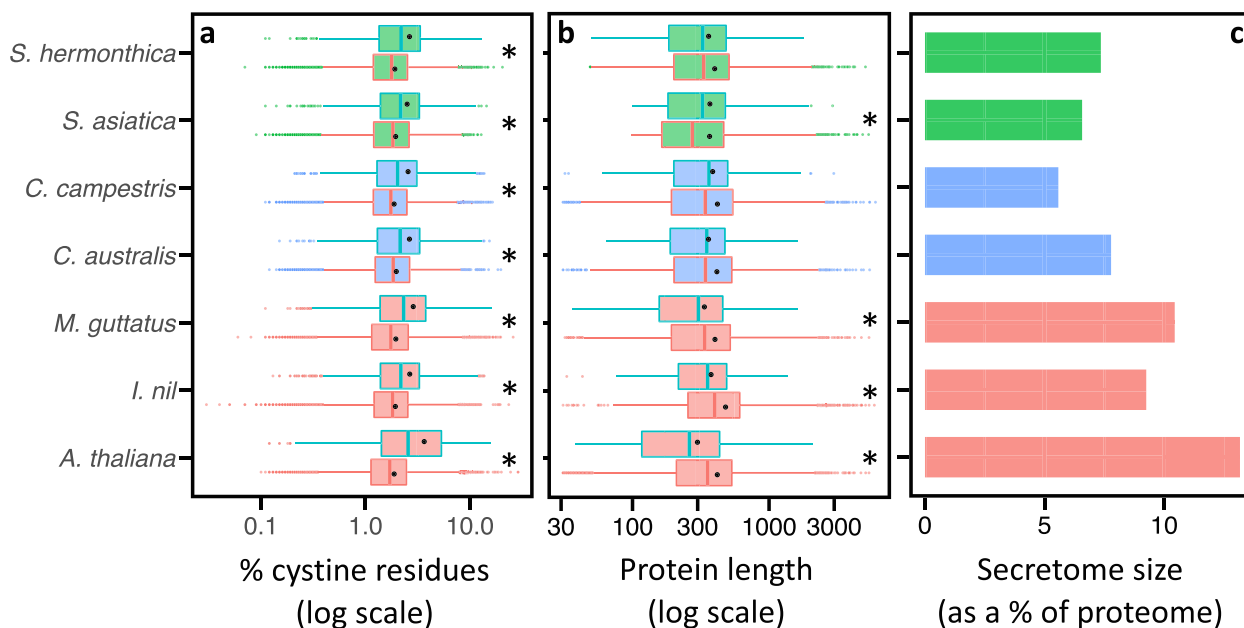 a
b
c
S. hermonthica
*
S. asiatica
*
*
C. campestris
*
C. australis
*
M. guttatus
*
*
I. nil
*
*
A. thaliana
*
*
0.1
1.0
10.0
30
100
300
1000
3000
0
5
10
% cystine residues
(log scale)
Protein length
(log scale)
Secretome size
(as a % of proteome)